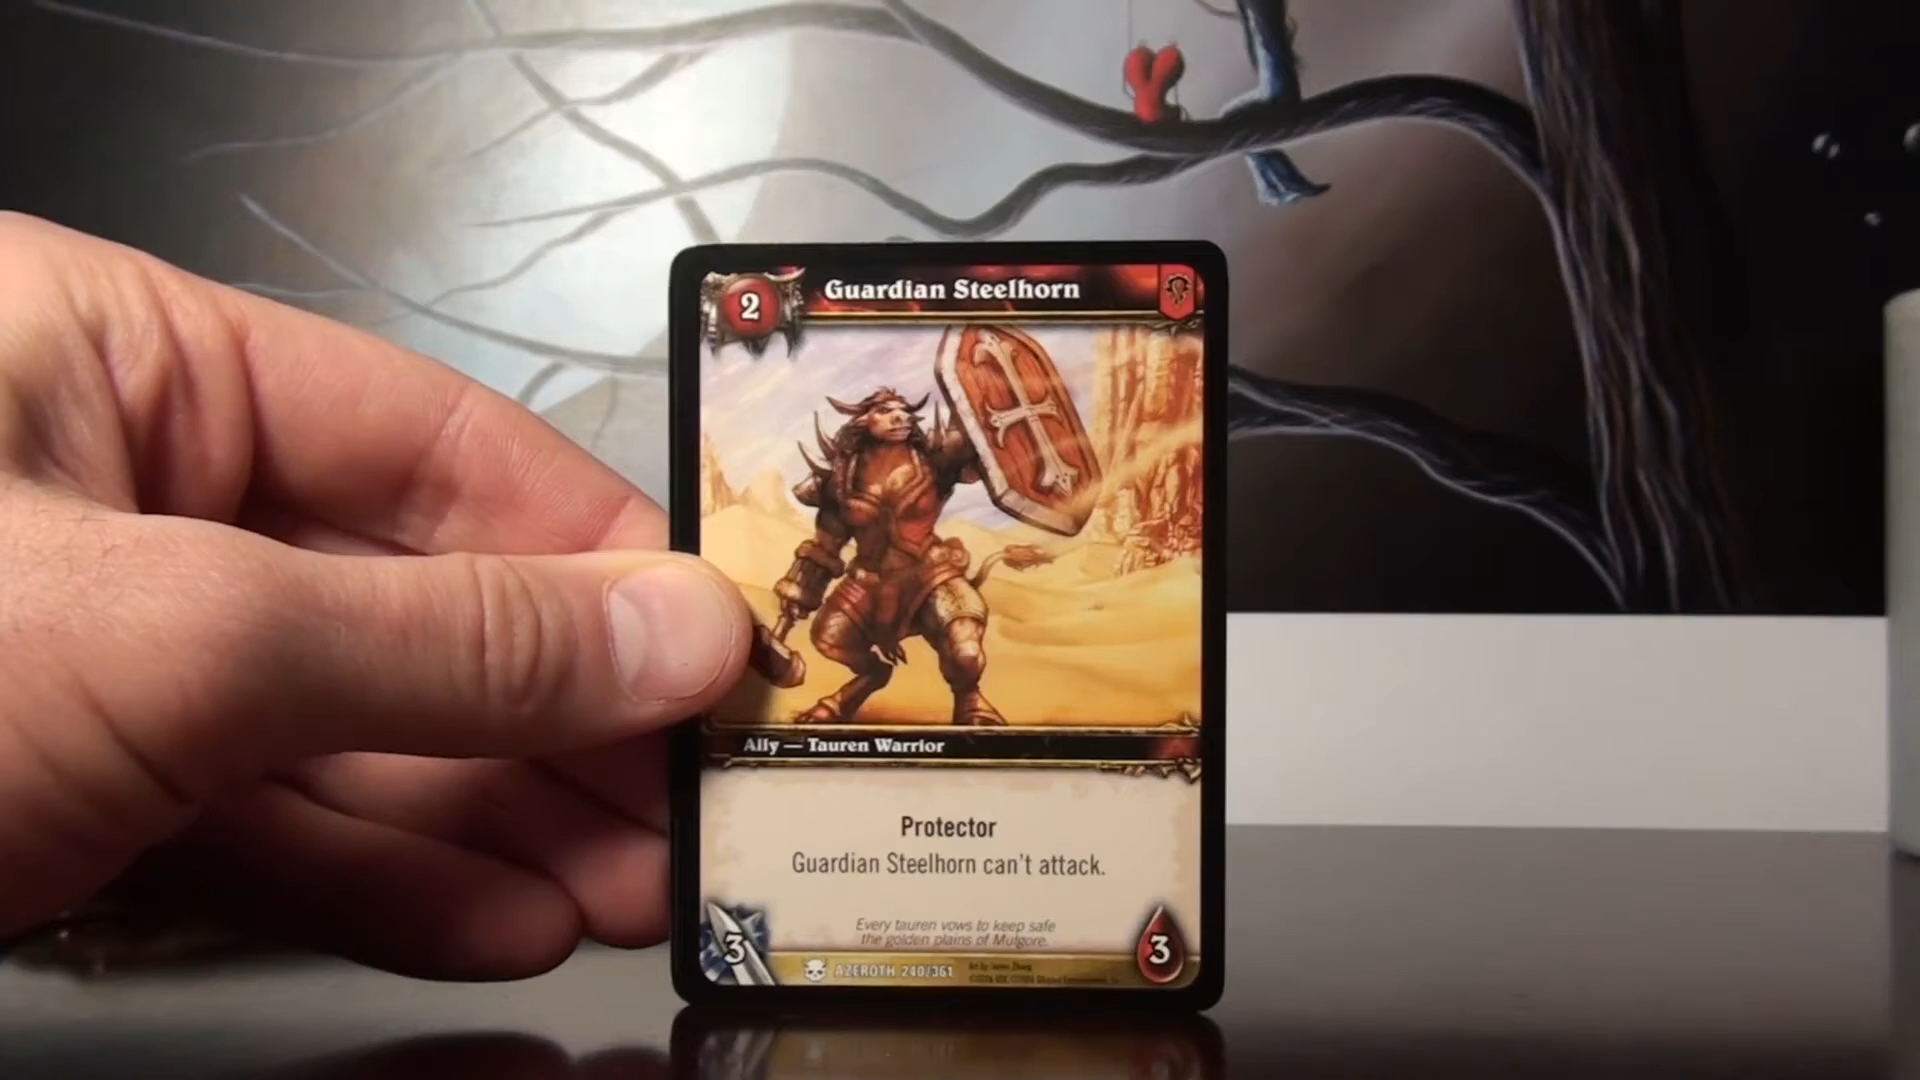 2
Guardian Steelhorn
Ally — Tauren Warrior
Protector
Guardian Steelhorn can't attack.
Every tauren vows to keep safe
the golden plains of Mulgore.
3
3
AZEROTH 240/361